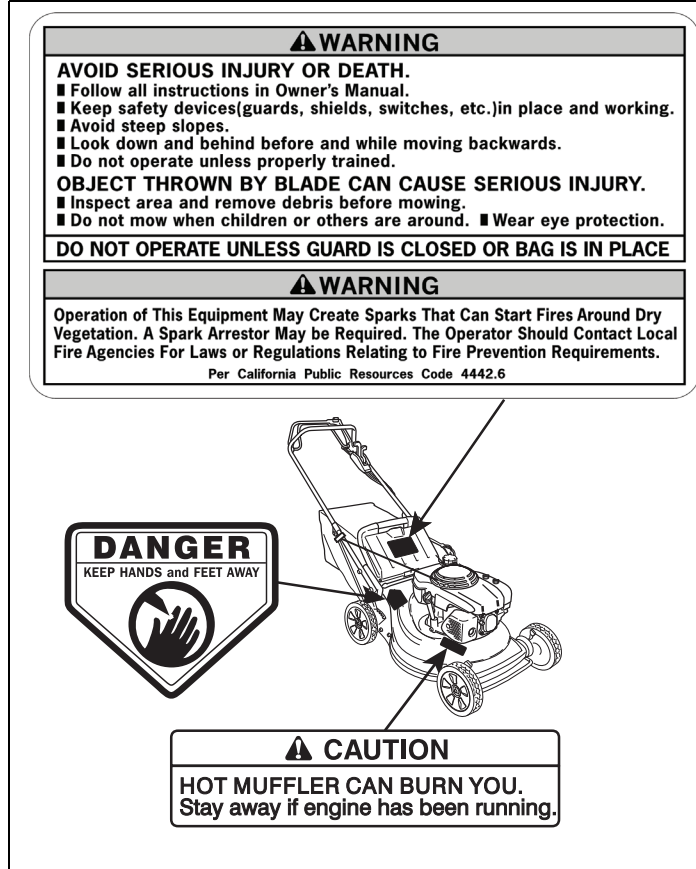 WARNING
AVOID SERIOUS INJURY OR DEATH.
■ Follow all instructions in Owner's Manual.
■ Keep safety devices(guards, shields, switches, etc.)in place and working.
■ Avoid steep slopes.
■ Look down and behind before and while moving backwards.
■ Do not operate unless properly trained.
OBJECT THROWN BY BLADE CAN CAUSE SERIOUS INJURY.
■ Inspect area and remove debris before mowing.
■ Do not mow when children or others are around. ■ Wear eye protection.
DO NOT OPERATE UNLESS GUARD IS CLOSED OR BAG IS IN PLACE
WARNING
Operation of This Equipment May Create Sparks That Can Start Fires Around Dry
Vegetation. A Spark Arrestor May be Required. The Operator Should Contact Local
Fire Agencies For Laws or Regulations Relating to Fire Prevention Requirements.
Per California Public Resources Code 4442.6
DANGER
KEEP HANDS and FEET AWAY
CAUTION
HOT MUFFLER CAN BURN YOU.
Stay away if engine has been running.